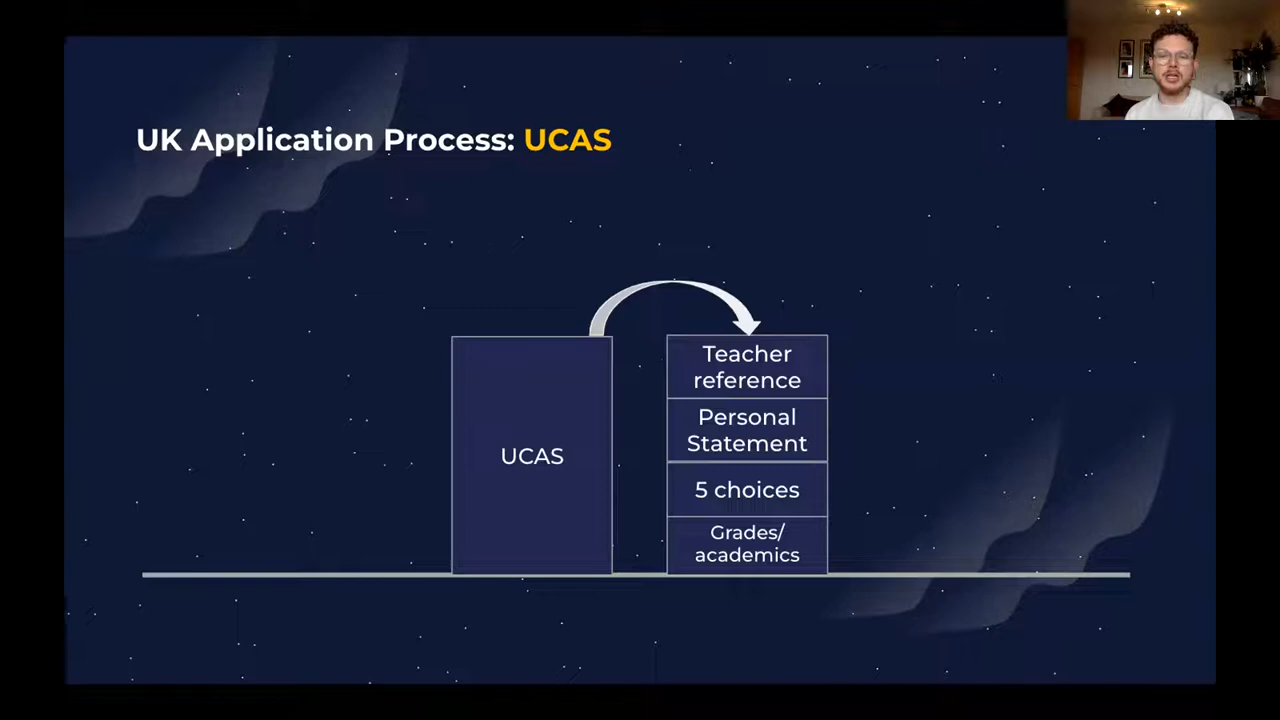 UK Application Process: UCAS
UCAS
Teacher
reference
Personal
Statement
5 choices
Grades/
academics